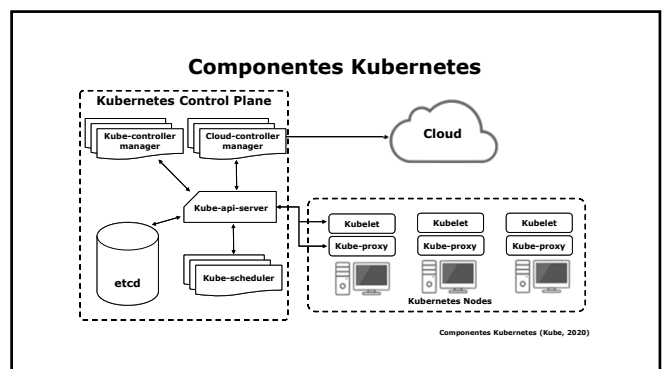 Componentes Kubernetes
Kubernetes Control Plane
Kube-controller
manager
Cloud-controller
manager
Cloud
Kube-api-server
etcd
Kube-scheduler
Kubelet
Kubelet
Kubelet
Kube-proxy
Kube-proxy
Kube-proxy
Kubernetes Nodes
Componentes Kubernetes (Kube, 2020)